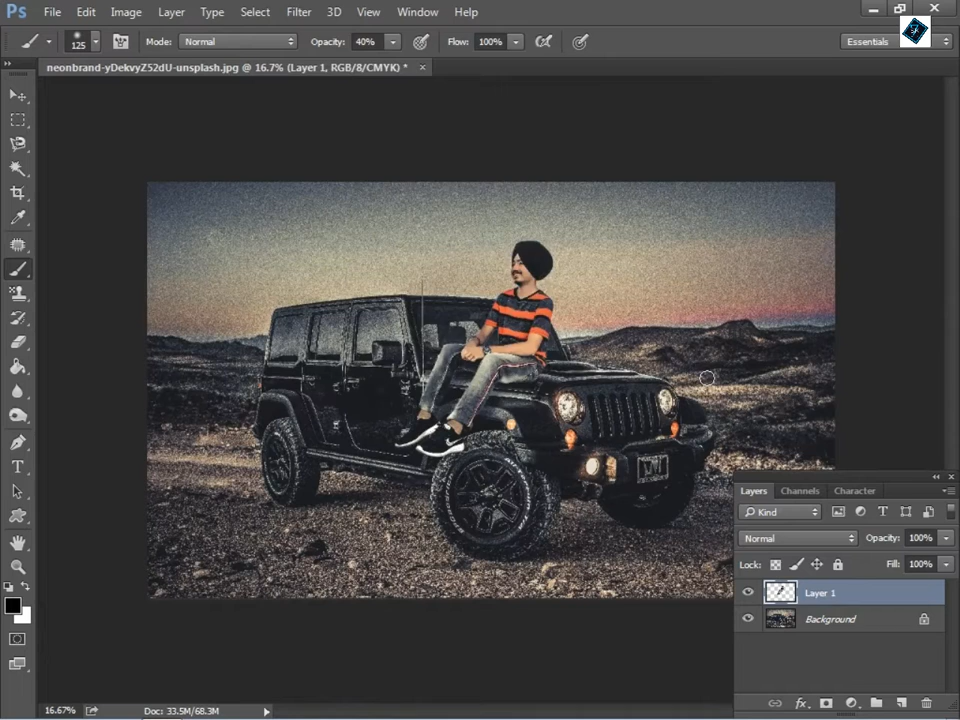 Ps File Edit Image Layer Type Select Filter 3D View Window Help
125 Mode: Normal Opacity: 40% Flow: 100% Essentials
neonbrand-yDekvyZ52dU-unsplash.jpg @ 16.7% (Layer 1, RGB/8/CMYK) *
Layers Channels Character
Kind
Normal Opacity: 100%
Lock: Fill: 100%
Layer 1
Background
fx
16.67% Doc: 33.5M/68.3M